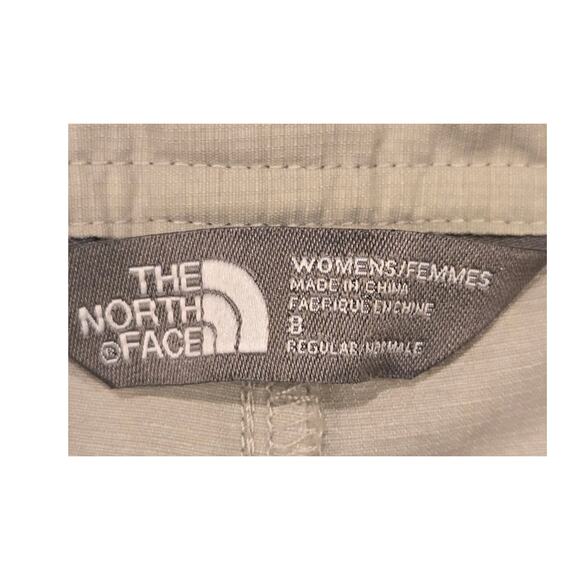 THE
NORTH
®FACE
WOMENS/FEMMES
MADE IN CHINA
FABRIQUE EN CHINE
8
REGULAR/NORMALE